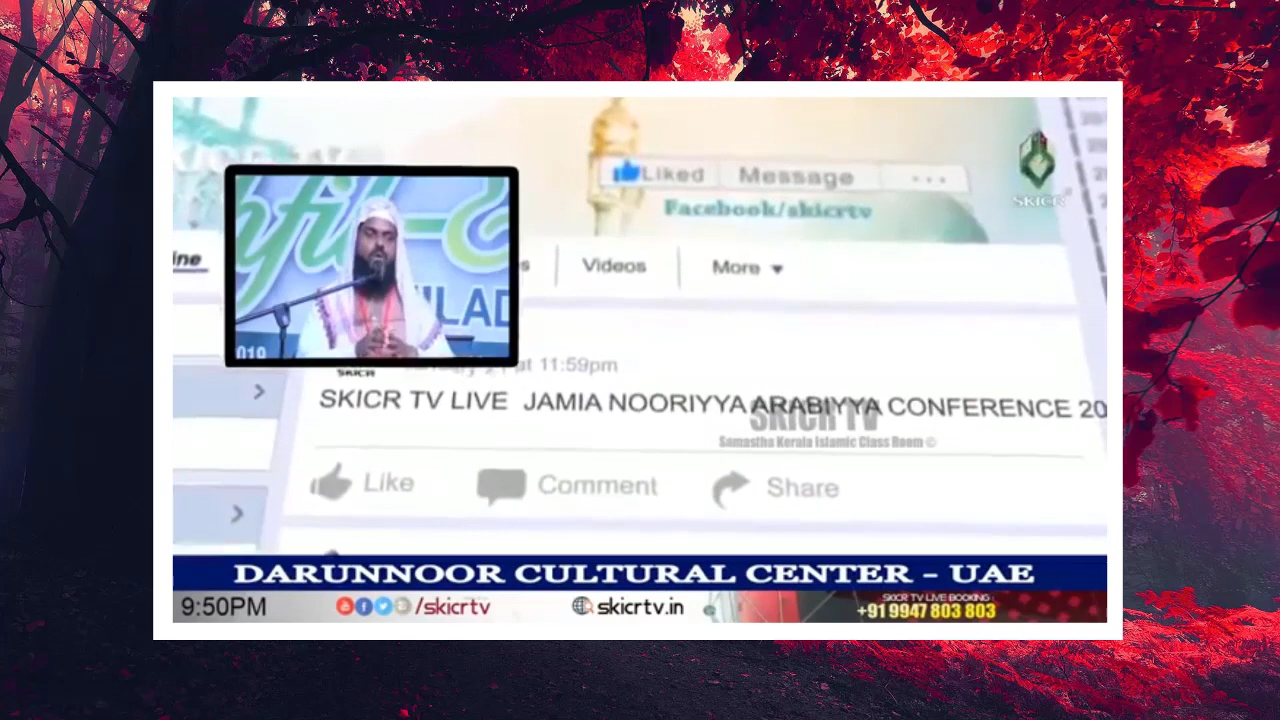 Liked Message ...
Facebook/skicrtv
SKICR
Videos More
at 11:59pm
SKICR
SKICR TV LIVE JAMIA NOORIYYA ARABIYYA CONFERENCE 20
SKICR TV
Samastha Kerala Islamic Class Room ©
Like Comment Share
2019
DARUNNOOR CULTURAL CENTER - UAE
9:50PM /skicrtv skicrtv.in
SKICR TV LIVE BOOKING :
+91 9947 803 803